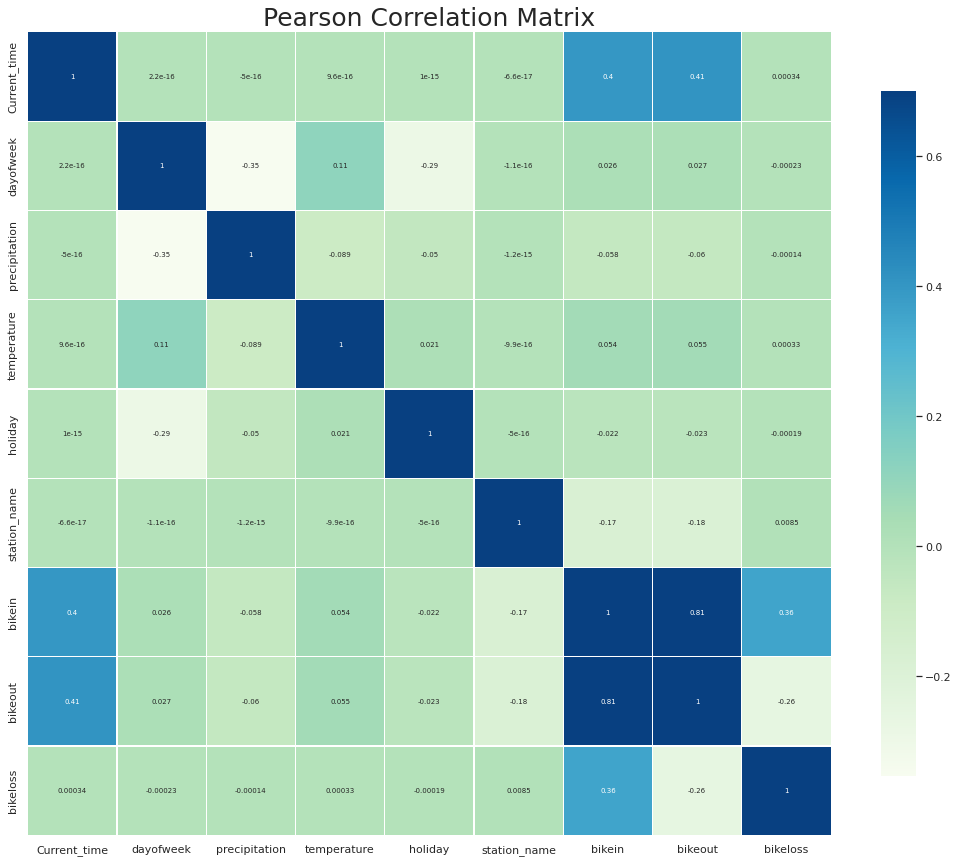 Pearson Correlation Matrix
Current_time 1 2.2e-16 -5e-16 9.6e-16 1e-15 -6.6e-17 0.4 0.41 0.00034
dayofweek 2.2e-16 1 -0.35 0.11 -0.29 -1.1e-16 0.026 0.027 -0.00023
precipitation -5e-16 -0.35 1 -0.089 -0.05 -1.2e-15 -0.058 -0.06 -0.00014
temperature 9.6e-16 0.11 -0.089 1 0.021 -9.9e-16 0.054 0.055 0.00033
holiday 1e-15 -0.29 -0.05 0.021 1 -5e-16 -0.022 -0.023 -0.00019
station_name -6.6e-17 -1.1e-16 -1.2e-15 -9.9e-16 -5e-16 1 -0.17 -0.18 0.0085
bikein 0.4 0.026 -0.058 0.054 -0.022 -0.17 1 0.81 0.36
bikeout 0.41 0.027 -0.06 0.055 -0.023 -0.18 0.81 1 -0.26
bikeloss 0.00034 -0.00023 -0.00014 0.00033 -0.00019 0.0085 0.36 -0.26 1
Current_time dayofweek precipitation temperature holiday station_name bikein bikeout bikeloss
0.6
0.4
0.2
0.0
−0.2